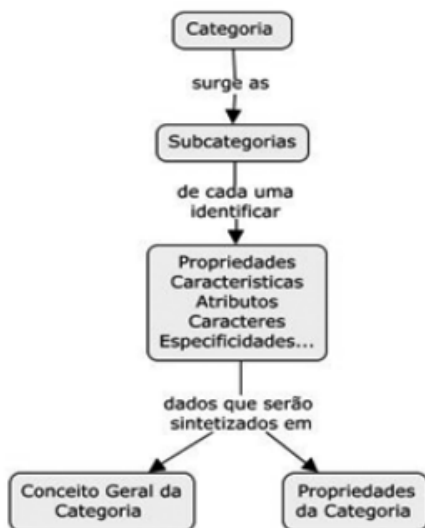 Categoria
surge as
Subcategorias
de cada uma
identificar
Propriedades
Caracteristicas
Atributos
Caracteres
Especificidades...
dados que serão
sintetizados em
Conceito Geral da
Categoria
Propriedades
da Categoria